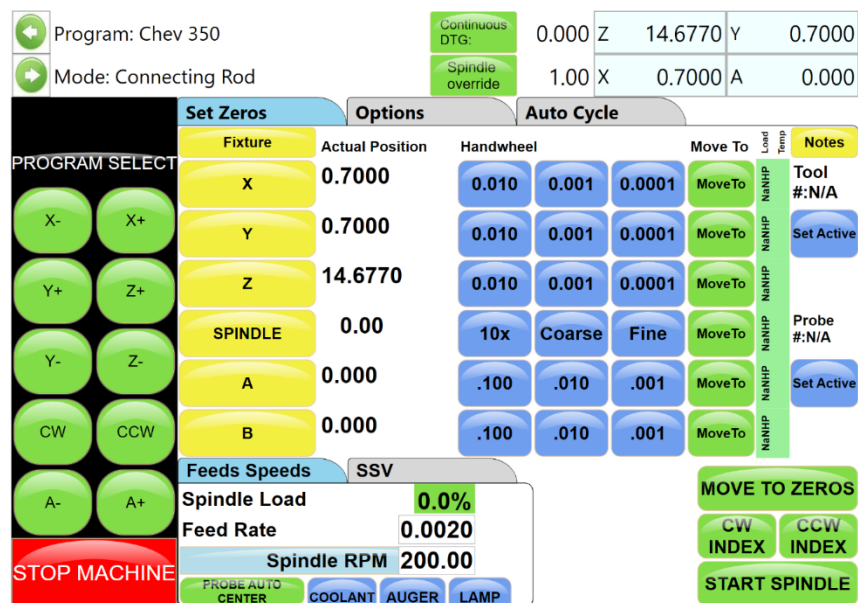 Program: Chev 350
Continuous DTG: 0.000 Z 14.6770 Y 0.7000
Mode: Connecting Rod
Spindle override 1.00 X 0.7000 A 0.000
Set Zeros Options Auto Cycle
PROGRAM SELECT
X- X+
Y+ Z+
Y- Z-
CW CCW
A- A+
STOP MACHINE
Fixture Actual Position Handwheel Move To Load Temp Notes
X 0.7000 0.010 0.001 0.0001 MoveTo NaNHP
Tool #:N/A
Y 0.7000 0.010 0.001 0.0001 MoveTo NaNHP Set Active
Z 14.6770 0.010 0.001 0.0001 MoveTo NaNHP
SPINDLE 0.00 10x Coarse Fine MoveTo NaNHP
Probe #:N/A
A 0.000 .100 .010 .001 MoveTo NaNHP Set Active
B 0.000 .100 .010 .001 MoveTo NaNHP
Feeds Speeds SSV
Spindle Load 0.0%
Feed Rate 0.0020
Spindle RPM 200.00
PROBE AUTO CENTER COOLANT AUGER LAMP
MOVE TO ZEROS
CW INDEX CCW INDEX
START SPINDLE